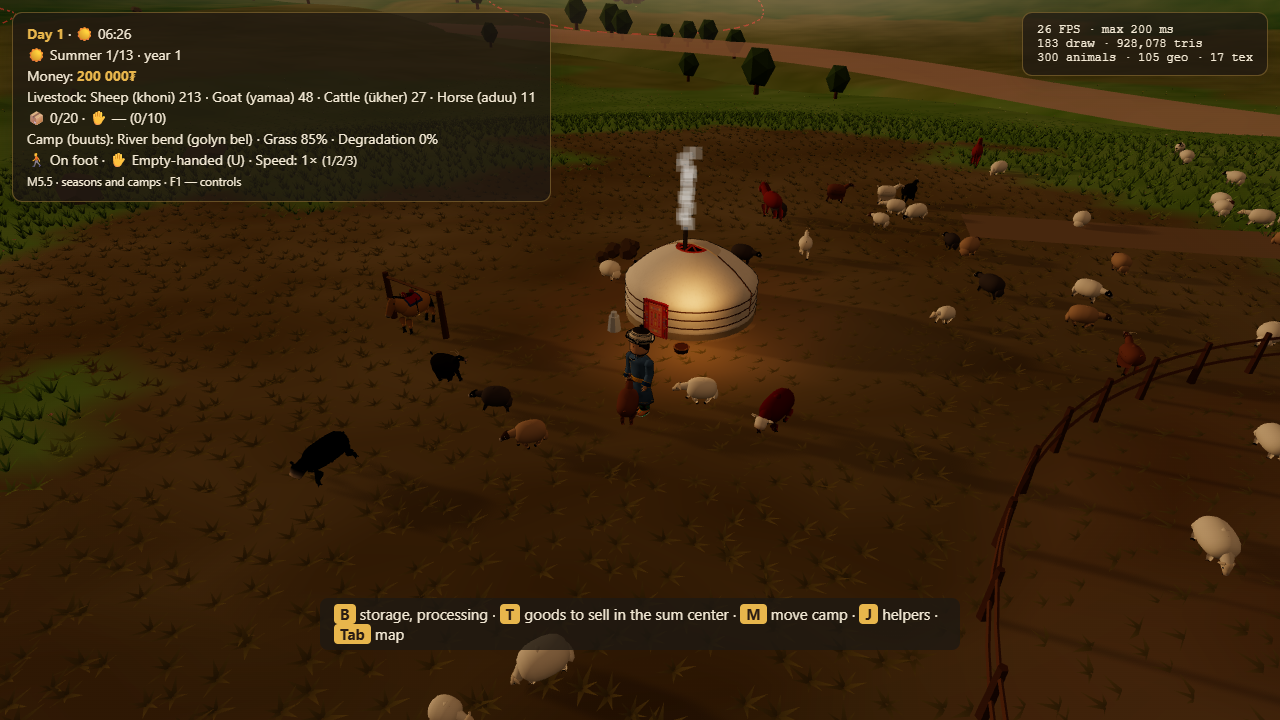 Day 1 · 06:26
Summer 1/13 · year 1
Money: 200 000₮
Livestock: Sheep (khoni) 213 · Goat (yamaa) 48 · Cattle (ükher) 27 · Horse (aduu) 11
0/20 · — (0/10)
Camp (buuts): River bend (golyn bel) · Grass 85% · Degradation 0%
On foot · Empty-handed (U) · Speed: 1× (1/2/3)
M5.5 · seasons and camps · F1 — controls
26 FPS · max 200 ms
183 draw · 928,078 tris
300 animals · 105 geo · 17 tex
B storage, processing · T goods to sell in the sum center · M move camp · J helpers ·
Tab map